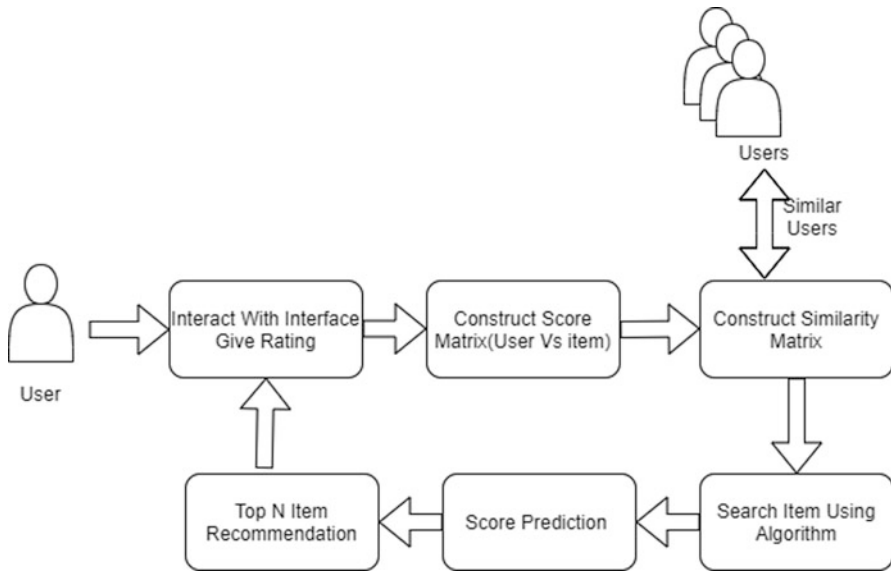 Users
Similar
Users
User
Interact With Interface
Give Rating
Construct Score
Matrix(User Vs item)
Construct Similarity
Matrix
Top N Item
Recommendation
Score Prediction
Search Item Using
Algorithm